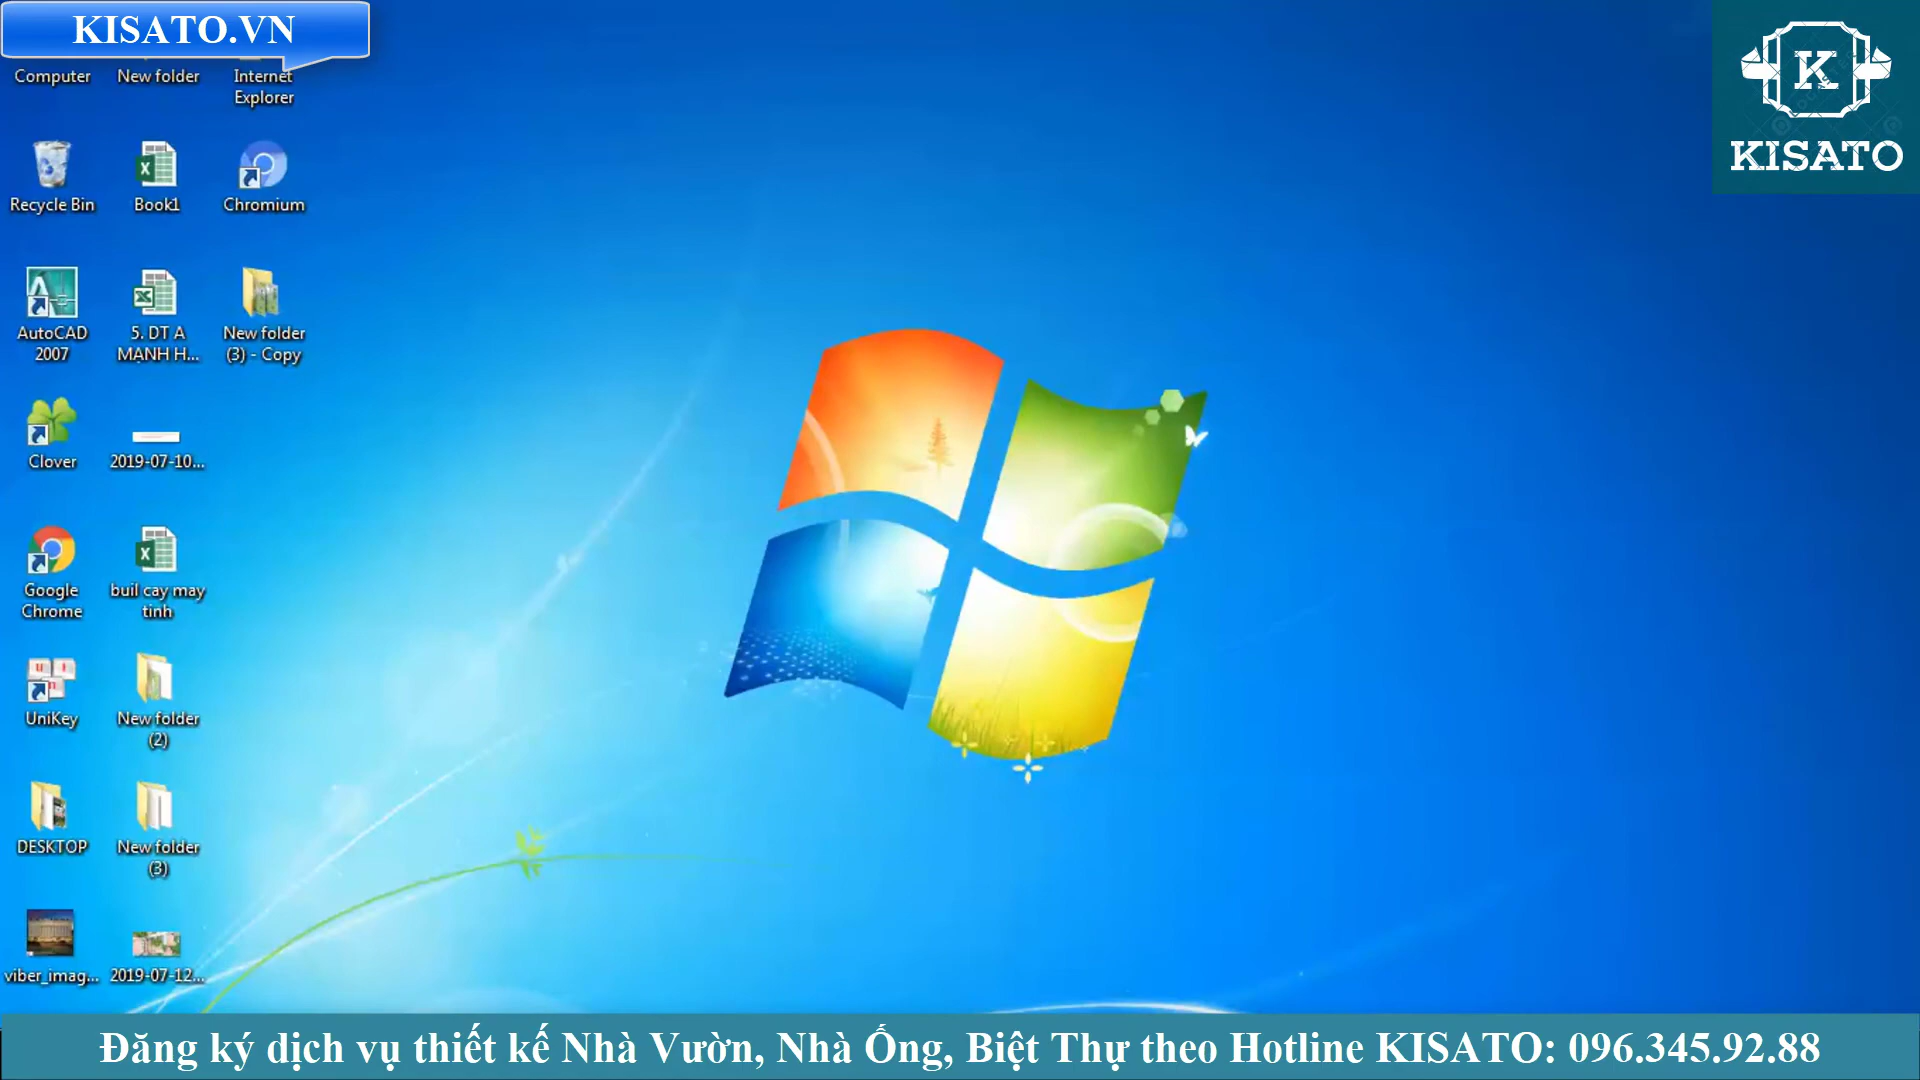 KISATO.VN
K
KISATO
Computer
New folder
Internet
Explorer
Recycle Bin
Book1
Chromium
AutoCAD
2007
5. DT A
MANH H...
New folder
(3) - Copy
Clover
2019-07-10...
Google
Chrome
buil cay may
tinh
UniKey
New folder
(2)
DESKTOP
New folder
(3)
viber_imag...
2019-07-12...
Đăng ký dịch vụ thiết kế Nhà Vườn, Nhà Ống, Biệt Thự theo Hotline KISATO: 096.345.92.88